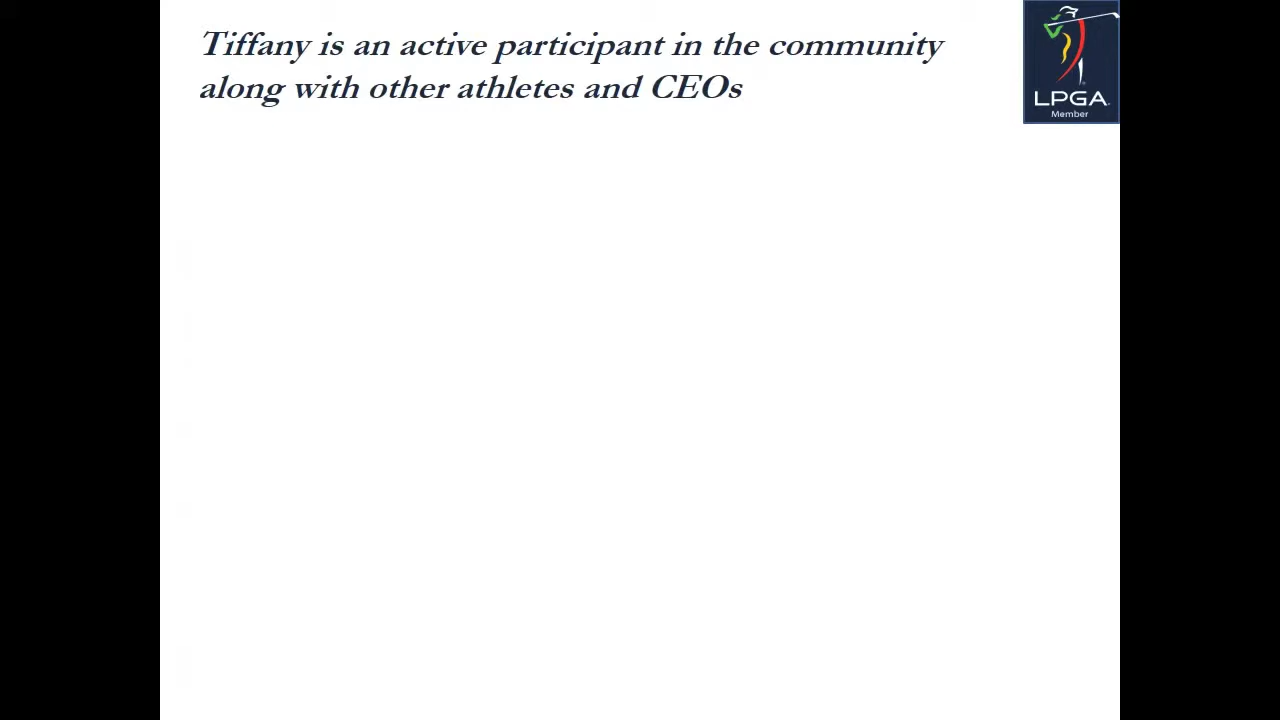 Tiffany is an active participant in the community
along with other athletes and CEOs
LPGA
Member